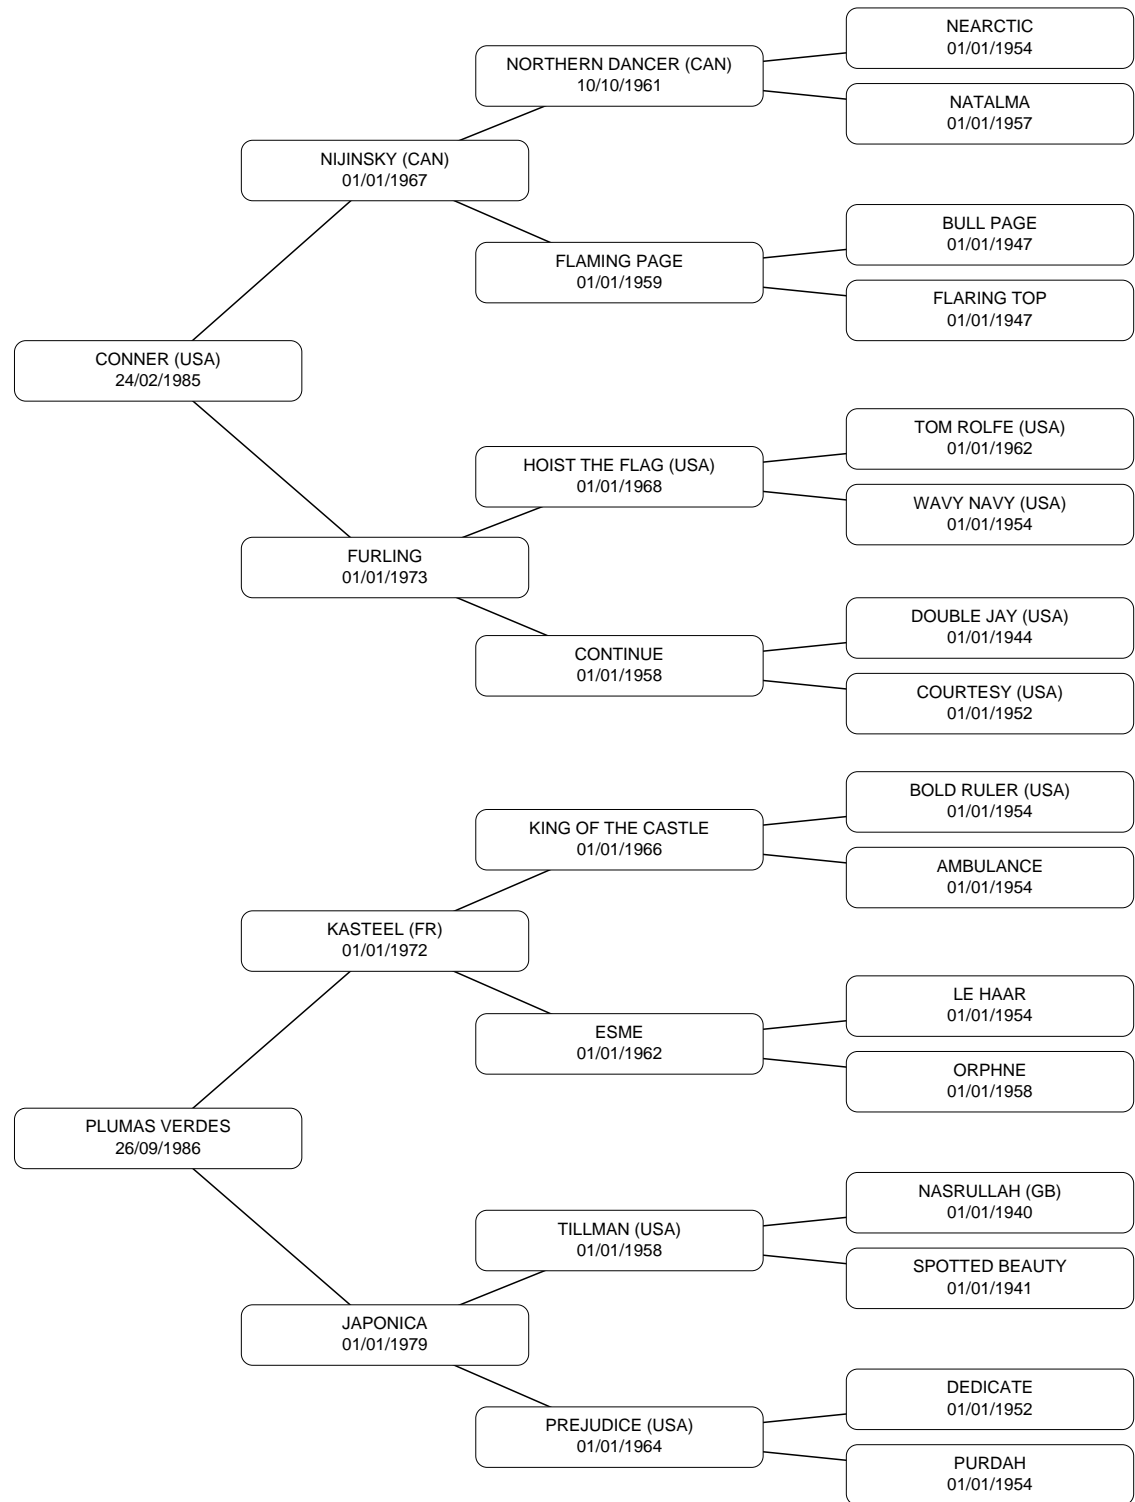 NEARCTIC
01/01/1954
NORTHERN DANCER (CAN)
10/10/1961
NATALMA
01/01/1957
NIJINSKY (CAN)
01/01/1967
BULL PAGE
01/01/1947
FLAMING PAGE
01/01/1959
FLARING TOP
01/01/1947
CONNER (USA)
24/02/1985
TOM ROLFE (USA)
01/01/1962
HOIST THE FLAG (USA)
01/01/1968
WAVY NAVY (USA)
01/01/1954
FURLING
01/01/1973
DOUBLE JAY (USA)
01/01/1944
CONTINUE
01/01/1958
COURTESY (USA)
01/01/1952
BOLD RULER (USA)
01/01/1954
KING OF THE CASTLE
01/01/1966
AMBULANCE
01/01/1954
KASTEEL (FR)
01/01/1972
LE HAAR
01/01/1954
ESME
01/01/1962
ORPHNE
01/01/1958
PLUMAS VERDES
26/09/1986
NASRULLAH (GB)
01/01/1940
TILLMAN (USA)
01/01/1958
SPOTTED BEAUTY
01/01/1941
JAPONICA
01/01/1979
DEDICATE
01/01/1952
PREJUDICE (USA)
01/01/1964
PURDAH
01/01/1954